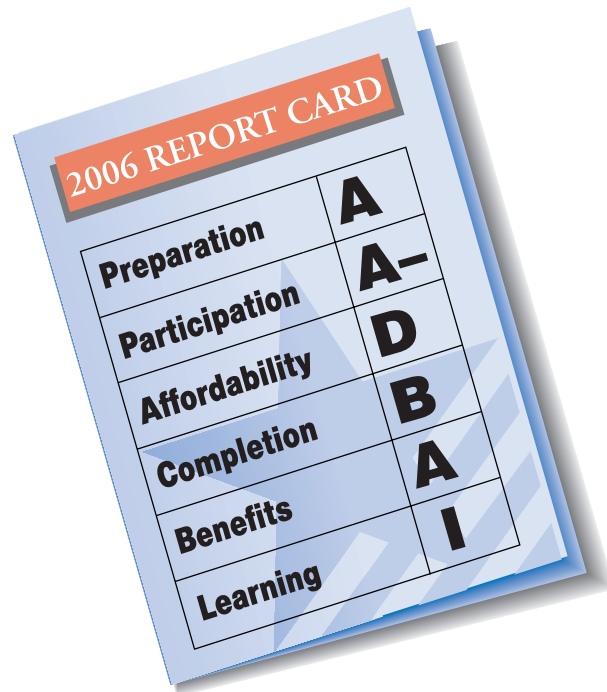 2006 REPORT CARD
Preparation A
Participation A–
Affordability D
Completion B
Benefits A
Learning I